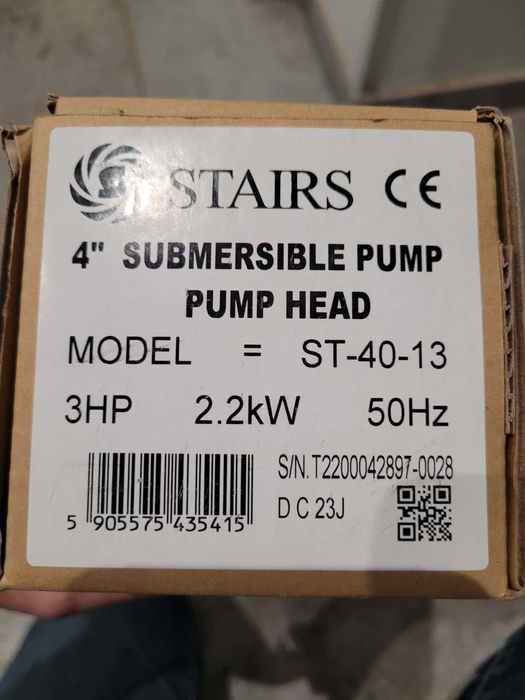 STAIRS CE
4" SUBMERSIBLE PUMP
PUMP HEAD
MODEL = ST-40-13
3HP 2.2kW 50Hz
S/N.T2200042897-0028
D C 23J
5 905575 435415